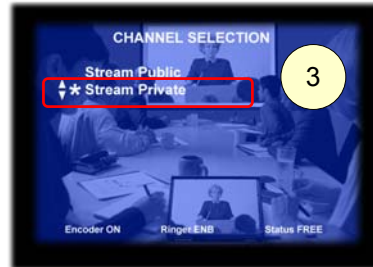 CHANNEL SELECTION
Stream Public
* Stream Private
3
Encoder ON Ringer ENB Status FREE